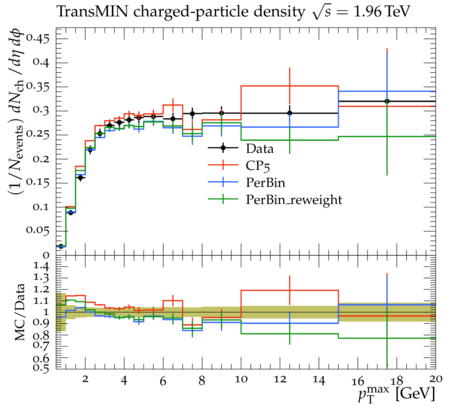 TransMIN charged-particle density √s = 1.96 TeV
(1/N_events) dN_ch/dη dφ
0.45
0.4
0.35
0.3
0.25
0.2
0.15
0.1
0.05
0
Data
CP5
PerBin
PerBin_reweight
MC/Data
1.4
1.3
1.2
1.1
1
0.9
0.8
0.7
0.6
0.5
2 4 6 8 10 12 14 16 18 20
p_T^max [GeV]